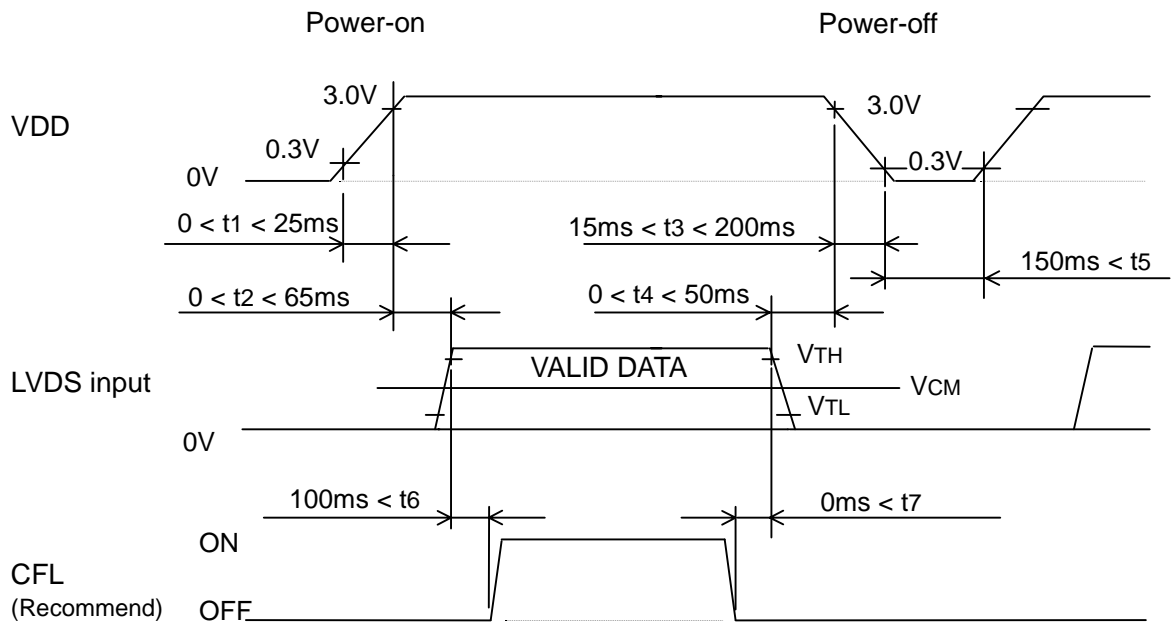 Power-on
Power-off
VDD
3.0V
3.0V
0.3V
0.3V
0V
0 < t1 < 25ms
15ms < t3 < 200ms
150ms < t5
0 < t2 < 65ms
0 < t4 < 50ms
LVDS input
VALID DATA
VTH
VCM
VTL
0V
100ms < t6
0ms < t7
ON
CFL
(Recommend)
OFF